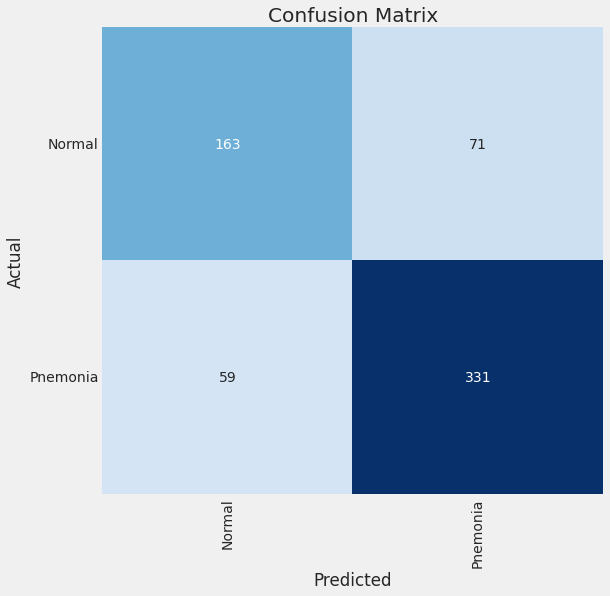 Confusion Matrix
Normal
163
71
Actual
Pnemonia
59
331
Normal
Pnemonia
Predicted